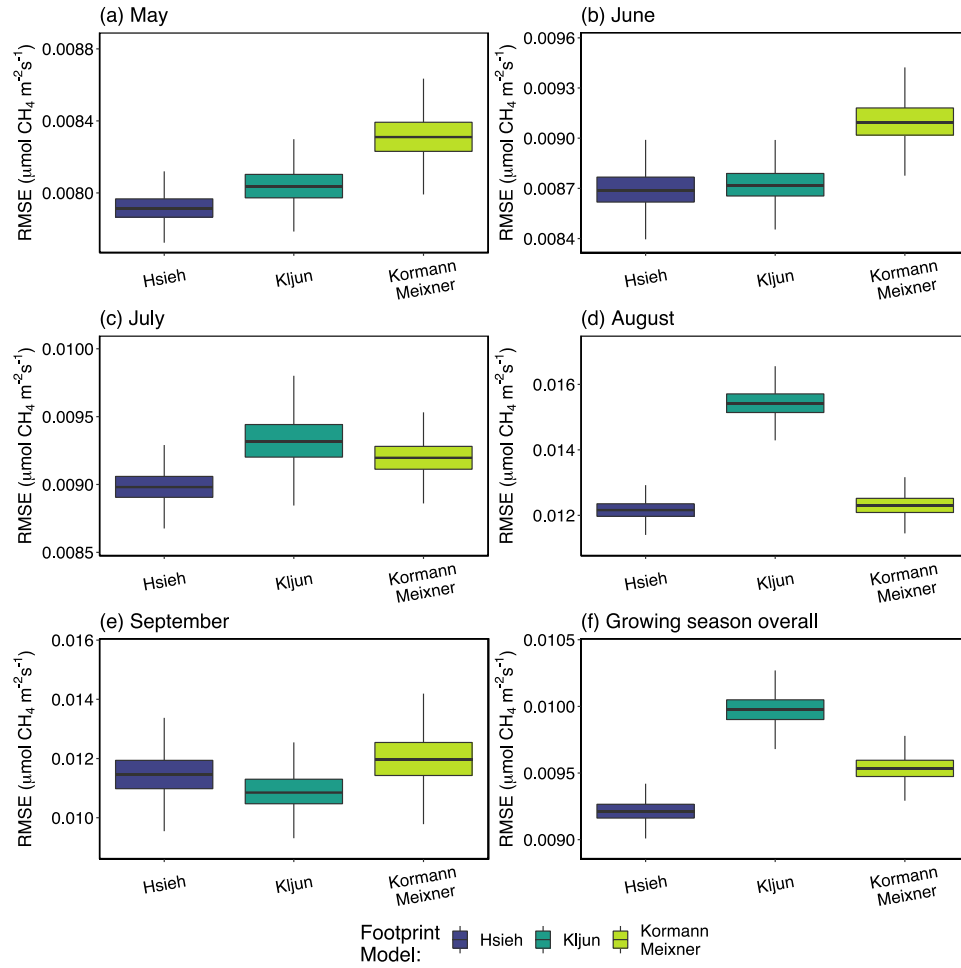 (a) May
RMSE (μmol CH₄ m⁻²s⁻¹)
0.0088
0.0084
0.0080
Hsieh
Kljun
Kormann
Meixner
(b) June
RMSE (μmol CH₄ m⁻²s⁻¹)
0.0096
0.0093
0.0090
0.0087
0.0084
Hsieh
Kljun
Kormann
Meixner
(c) July
RMSE (μmol CH₄ m⁻²s⁻¹)
0.0100
0.0095
0.0090
0.0085
Hsieh
Kljun
Kormann
Meixner
(d) August
RMSE (μmol CH₄ m⁻²s⁻¹)
0.016
0.014
0.012
Hsieh
Kljun
Kormann
Meixner
(e) September
RMSE (μmol CH₄ m⁻²s⁻¹)
0.016
0.014
0.012
0.010
Hsieh
Kljun
Kormann
Meixner
(f) Growing season overall
RMSE (μmol CH₄ m⁻²s⁻¹)
0.0105
0.0100
0.0095
0.0090
Hsieh
Kljun
Kormann
Meixner
Footprint
Model:
Hsieh
Kljun
Kormann
Meixner